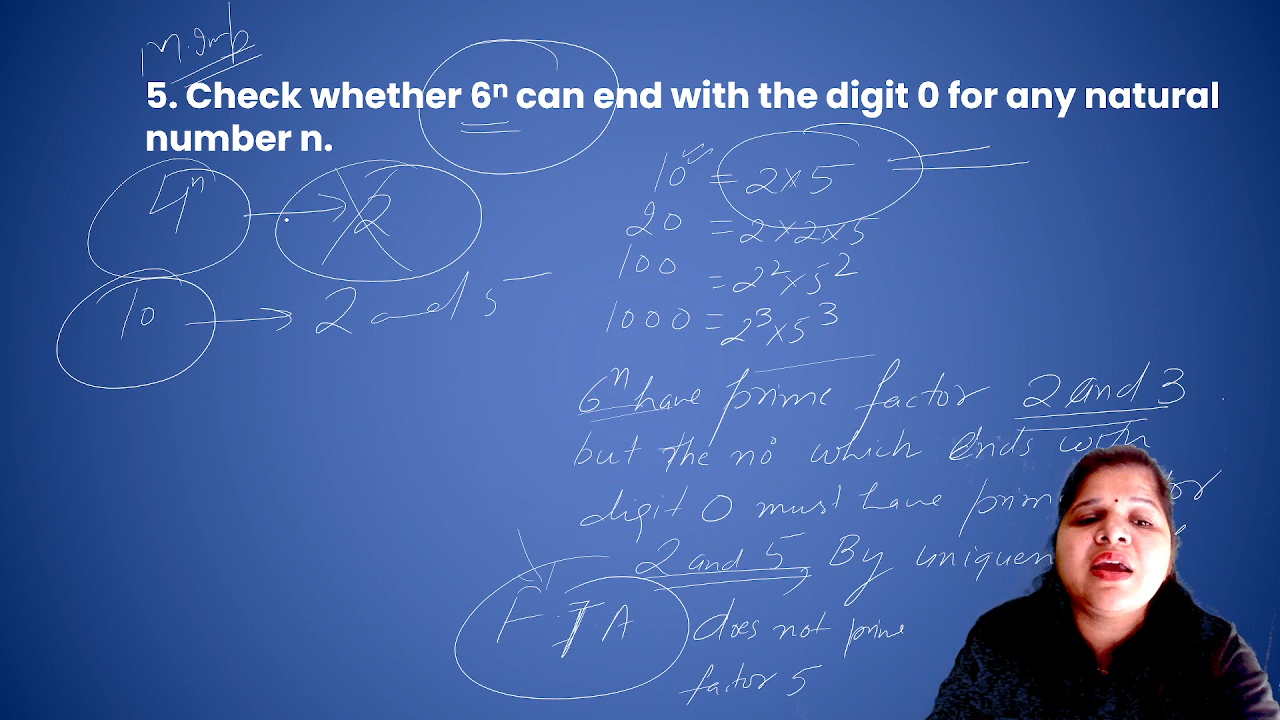 M. Imp
5. Check whether 6ⁿ can end with the digit 0 for any natural
number n.
4ⁿ → 2
10 → 2 and 5
10 = 2×5
20 = 2×2×5
100 = 2²×5²
1000 = 2³×5³
6ⁿ have prime factor 2 and 3
but the no which ends with
digit 0 must have
2 and 5, By
F.T.A does not prime
factor 5